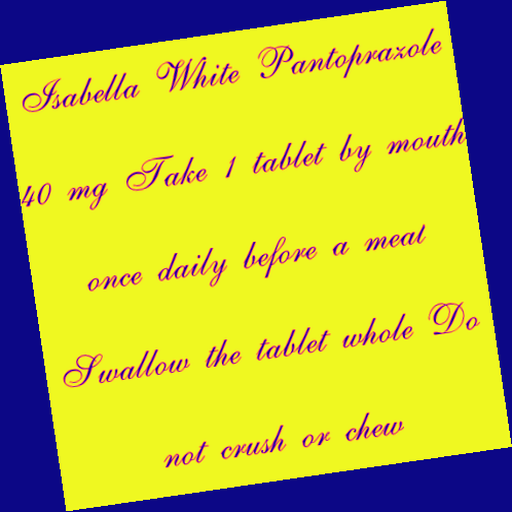 Isabella White Pantoprazole
40 mg Take 1 tablet by mouth
once daily before a meal
Swallow the tablet whole Do
not crush or chew